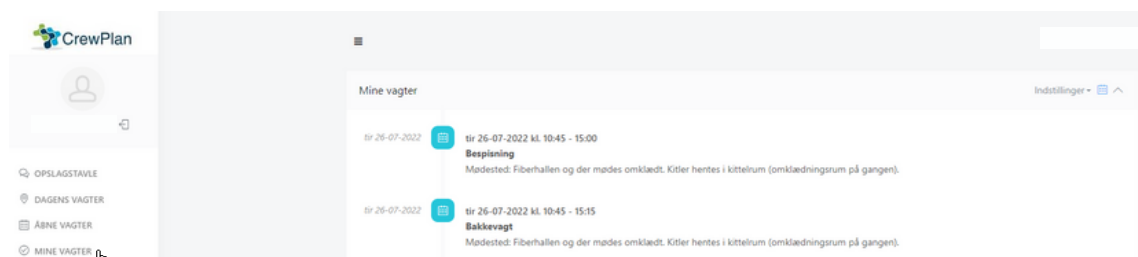 CrewPlan
OPSLAGSTAVLE
DAGENS VAGTER
ÅBNE VAGTER
MINE VAGTER
Mine vagter
Indstillinger
tir 26-07-2022
tir 26-07-2022 kl. 10:45 - 15:00
Bespisning
Mødested: Fiberhallen og der mødes omklædt. Kitler hentes i kittelrum (omklædningsrum på gangen).
tir 26-07-2022
tir 26-07-2022 kl. 10:45 - 15:15
Bakkevagt
Mødested: Fiberhallen og der mødes omklædt. Kitler hentes i kittelrum (omklædningsrum på gangen).